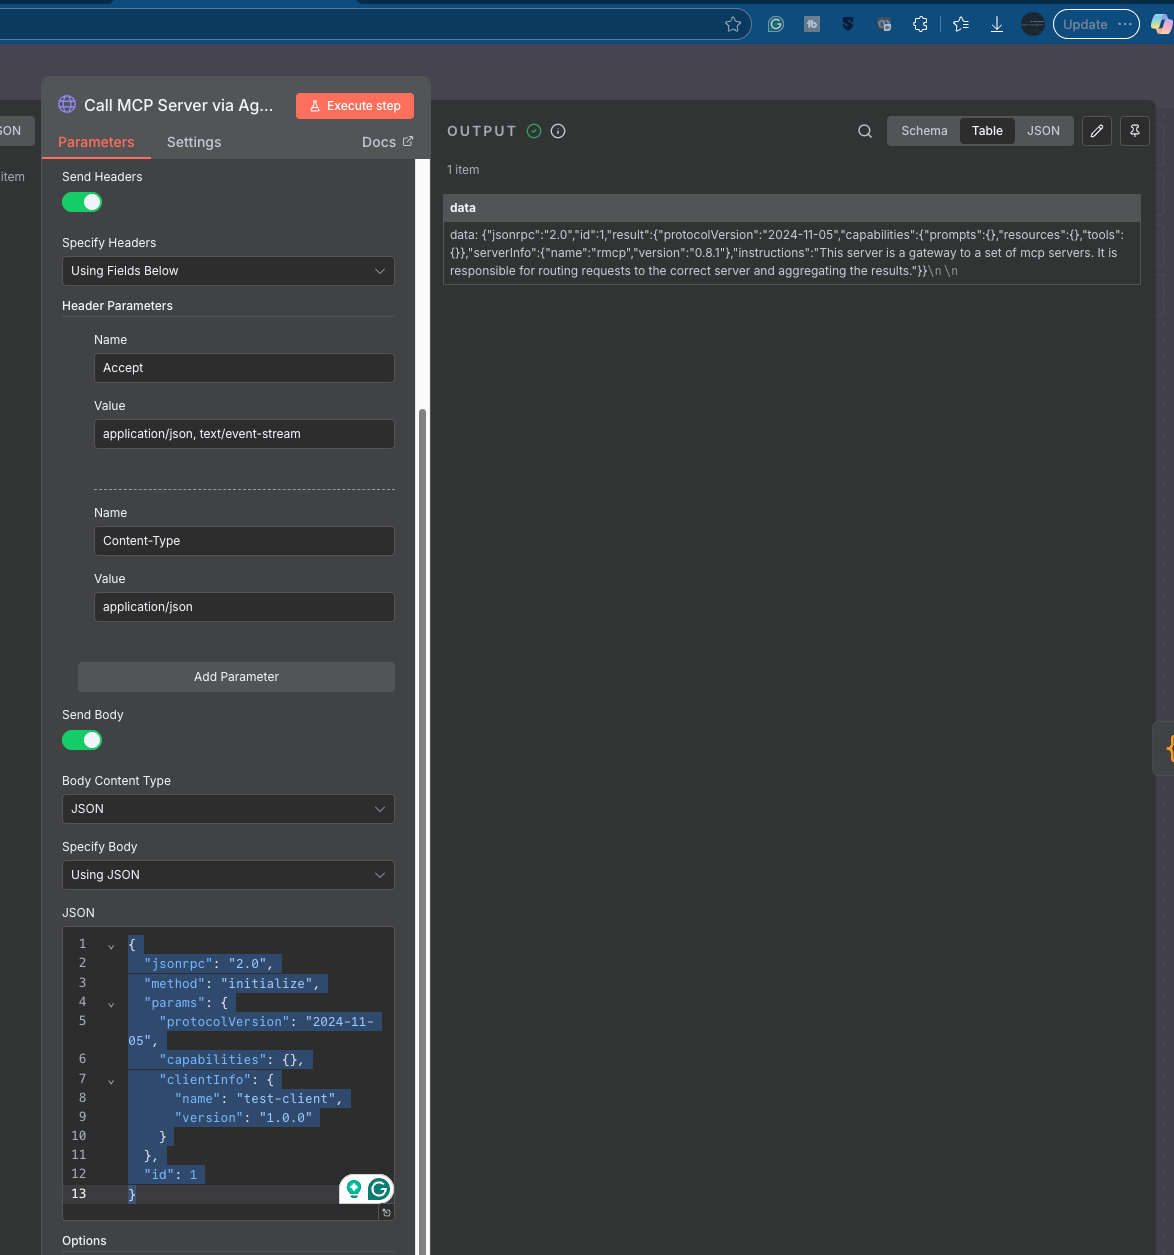 Update
SON
item
Call MCP Server via Ag...
Execute step
Parameters
Settings
Docs
Send Headers
Specify Headers
Using Fields Below
Header Parameters
Name
Accept
Value
application/json, text/event-stream
Name
Content-Type
Value
application/json
Add Parameter
Send Body
Body Content Type
JSON
Specify Body
Using JSON
JSON
1 {
2 "jsonrpc": "2.0",
3 "method": "initialize",
4 "params": {
5 "protocolVersion": "2024-11-
05",
6 "capabilities": {},
7 "clientInfo": {
8 "name": "test-client",
9 "version": "1.0.0"
10 }
11 },
12 "id": 1
13 }
Options
OUTPUT
Schema
Table
JSON
1 item
data
data: {"jsonrpc":"2.0","id":1,"result":{"protocolVersion":"2024-11-05","capabilities":{"prompts":{},"resources":{},"tools":
{}},"serverInfo":{"name":"rmcp","version":"0.8.1"},"instructions":"This server is a gateway to a set of mcp servers. It is
responsible for routing requests to the correct server and aggregating the results."}}\n \n